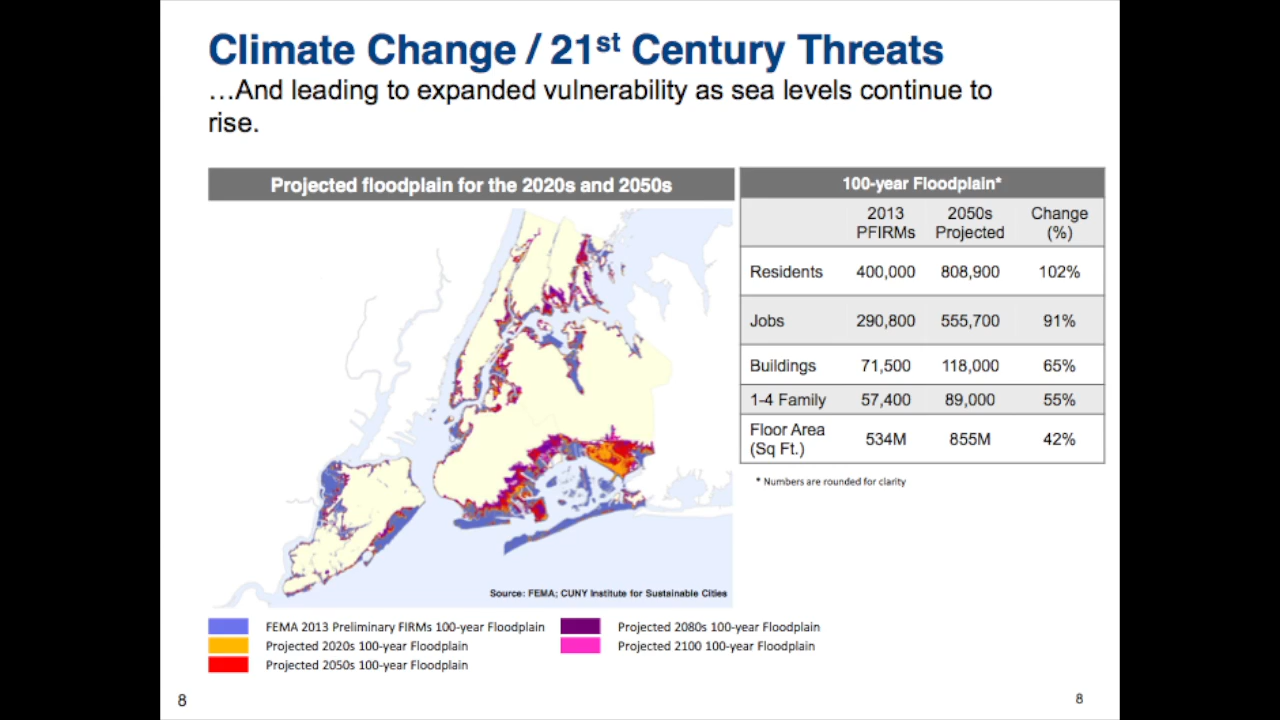 Climate Change / 21st Century Threats
…And leading to expanded vulnerability as sea levels continue to
rise.
Projected floodplain for the 2020s and 2050s
Source: FEMA; CUNY Institute for Sustainable Cities
100-year Floodplain*
2013 PFIRMs 2050s Projected Change (%)
Residents 400,000 808,900 102%
Jobs 290,800 555,700 91%
Buildings 71,500 118,000 65%
1-4 Family 57,400 89,000 55%
Floor Area (Sq Ft.) 534M 855M 42%
* Numbers are rounded for clarity
FEMA 2013 Preliminary FIRMs 100-year Floodplain
Projected 2020s 100-year Floodplain
Projected 2050s 100-year Floodplain
Projected 2080s 100-year Floodplain
Projected 2100 100-year Floodplain
8
8